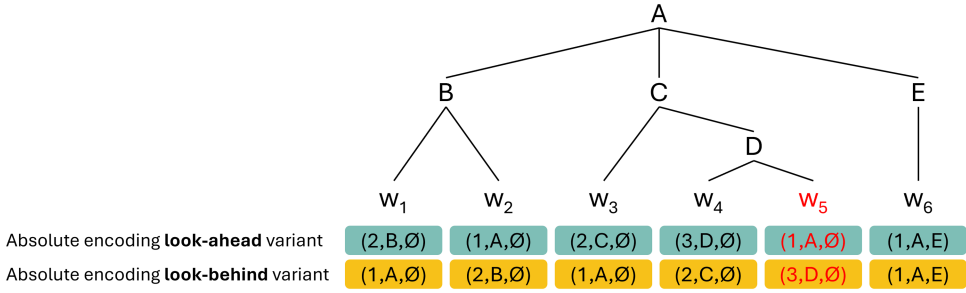 A
B C E
D
w₁ w₂ w₃ w₄ w₅ w₆
Absolute encoding look-ahead variant (2,B,Ø) (1,A,Ø) (2,C,Ø) (3,D,Ø) (1,A,Ø) (1,A,E)
Absolute encoding look-behind variant (1,A,Ø) (2,B,Ø) (1,A,Ø) (2,C,Ø) (3,D,Ø) (1,A,E)